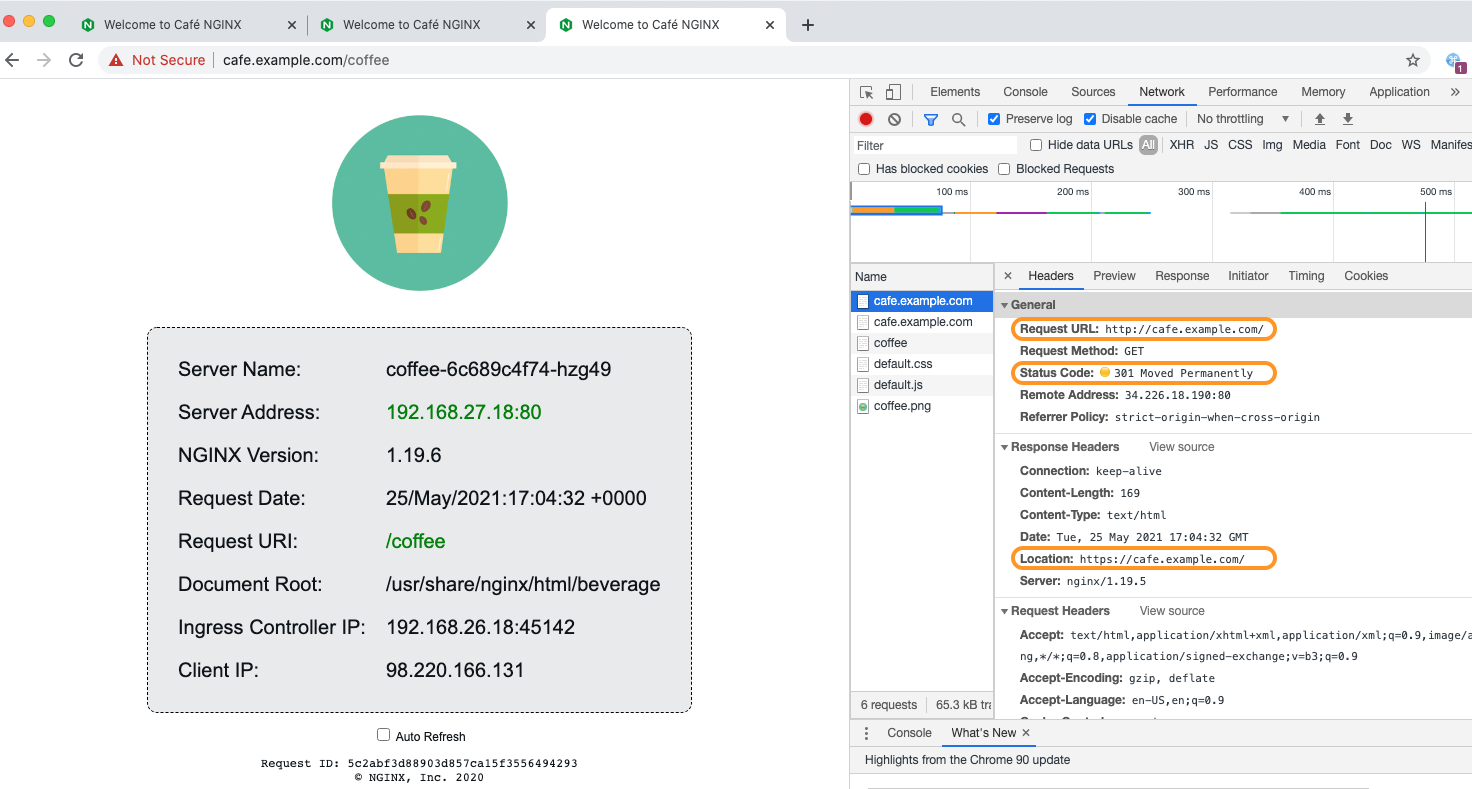 Welcome to Café NGINX
Welcome to Café NGINX
Welcome to Café NGINX
Not Secure
cafe.example.com/coffee
1
Server Name: coffee-6c689c4f74-hzg49
Server Address: 192.168.27.18:80
NGINX Version: 1.19.6
Request Date: 25/May/2021:17:04:32 +0000
Request URI: /coffee
Document Root: /usr/share/nginx/html/beverage
Ingress Controller IP: 192.168.26.18:45142
Client IP: 98.220.166.131
Auto Refresh
Request ID: 5c2abf3d88903d857ca15f3556494293
© NGINX, Inc. 2020
Elements Console Sources Network Performance Memory Application »
Preserve log Disable cache No throttling
Filter Hide data URLs All XHR JS CSS Img Media Font Doc WS Manifes
Has blocked cookies Blocked Requests
100 ms 200 ms 300 ms 400 ms 500 ms
Name
cafe.example.com
cafe.example.com
coffee
default.css
default.js
coffee.png
6 requests 65.3 kB tra
Headers Preview Response Initiator Timing Cookies
General
Request URL: http://cafe.example.com/
Request Method: GET
Status Code: 301 Moved Permanently
Remote Address: 34.226.18.190:80
Referrer Policy: strict-origin-when-cross-origin
Response Headers View source
Connection: keep-alive
Content-Length: 169
Content-Type: text/html
Date: Tue, 25 May 2021 17:04:32 GMT
Location: https://cafe.example.com/
Server: nginx/1.19.5
Request Headers View source
Accept: text/html,application/xhtml+xml,application/xml;q=0.9,image/a
ng,*/*;q=0.8,application/signed-exchange;v=b3;q=0.9
Accept-Encoding: gzip, deflate
Accept-Language: en-US,en;q=0.9
Console What's New
Highlights from the Chrome 90 update